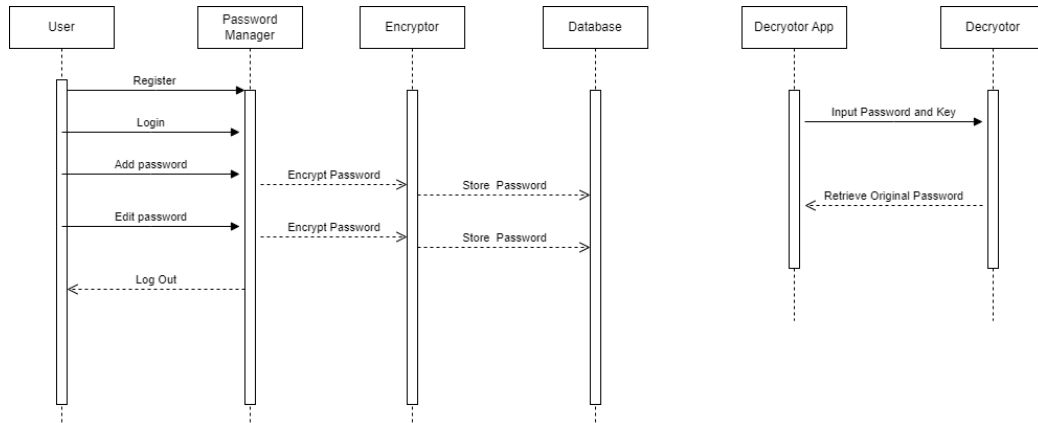 User
Password
Manager
Encryptor
Database
Decryotor App
Decryotor
Register
Login
Add password
Encrypt Password
Store Password
Edit password
Encrypt Password
Store Password
Log Out
Input Password and Key
Retrieve Original Password